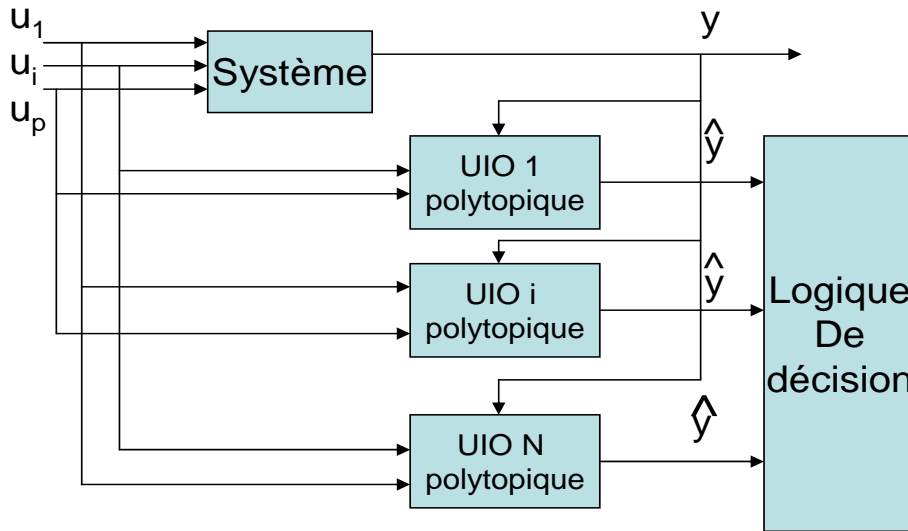 u₁
y
uᵢ
Système
uₚ
ŷ
UIO 1
polytopique
ŷ
UIO i
polytopique
Logique
De
décision
ŷ
UIO N
polytopique